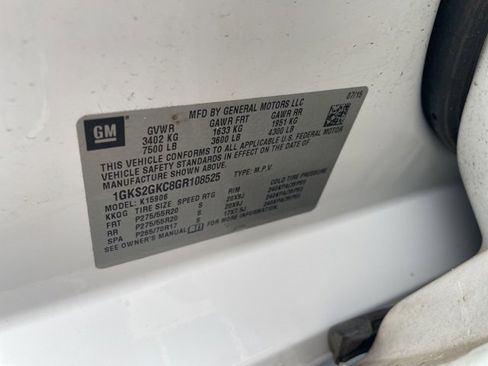 GM
MFD BY GENERAL MOTORS LLC
07/15
GVWR GAWR FRT GAWR RR
3402 KG 1633 KG 1951 KG
7500 LB 3600 LB 4300 LB
THIS VEHICLE CONFORMS TO ALL APPLICABLE U.S. FEDERAL MOTOR
VEHICLE SAFETY STANDARDS IN EFFECT ON THE DATE OF
MANUFACTURE SHOWN ABOVE.
1GKS2GKC8GR108525 TYPE: M.P.V.
MODEL: K15906
KKQG TIRE SIZE SPEED RTG RIM COLD TIRE PRESSURE
FRT P275/55R20 S 20X9J
RR P275/55R20 S 20X9J
SPA P265/70R17 17X7.5J
SEE OWNER'S MANUAL FOR MORE INFORMATION.